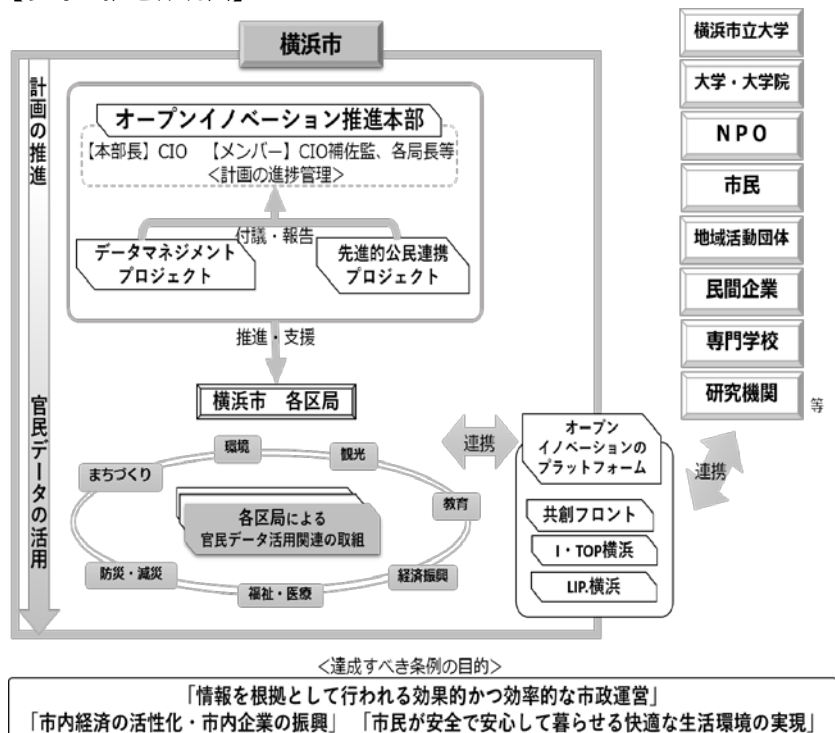 横浜市
計画の推進
官民データの活用
オープンイノベーション推進本部
【本部長】CIO 【メンバー】CIO補佐監、各局長等
<計画の進捗管理>
付議・報告
データマネジメント
プロジェクト
先進的公民連携
プロジェクト
推進・支援
横浜市 各区局
環境
観光
まちづくり
教育
各区局による
官民データ活用関連の取組
防災・減災
経済振興
福祉・医療
連携
オープン
イノベーションの
プラットフォーム
共創フロント
I・TOP横浜
LIP.横浜
連携
横浜市立大学
大学・大学院
NPO
市民
地域活動団体
民間企業
専門学校
研究機関
等
<達成すべき条例の目的>
「情報を根拠として行われる効果的かつ効率的な市政運営」
「市内経済の活性化・市内企業の振興」 「市民が安全で安心して暮らせる快適な生活環境の実現」